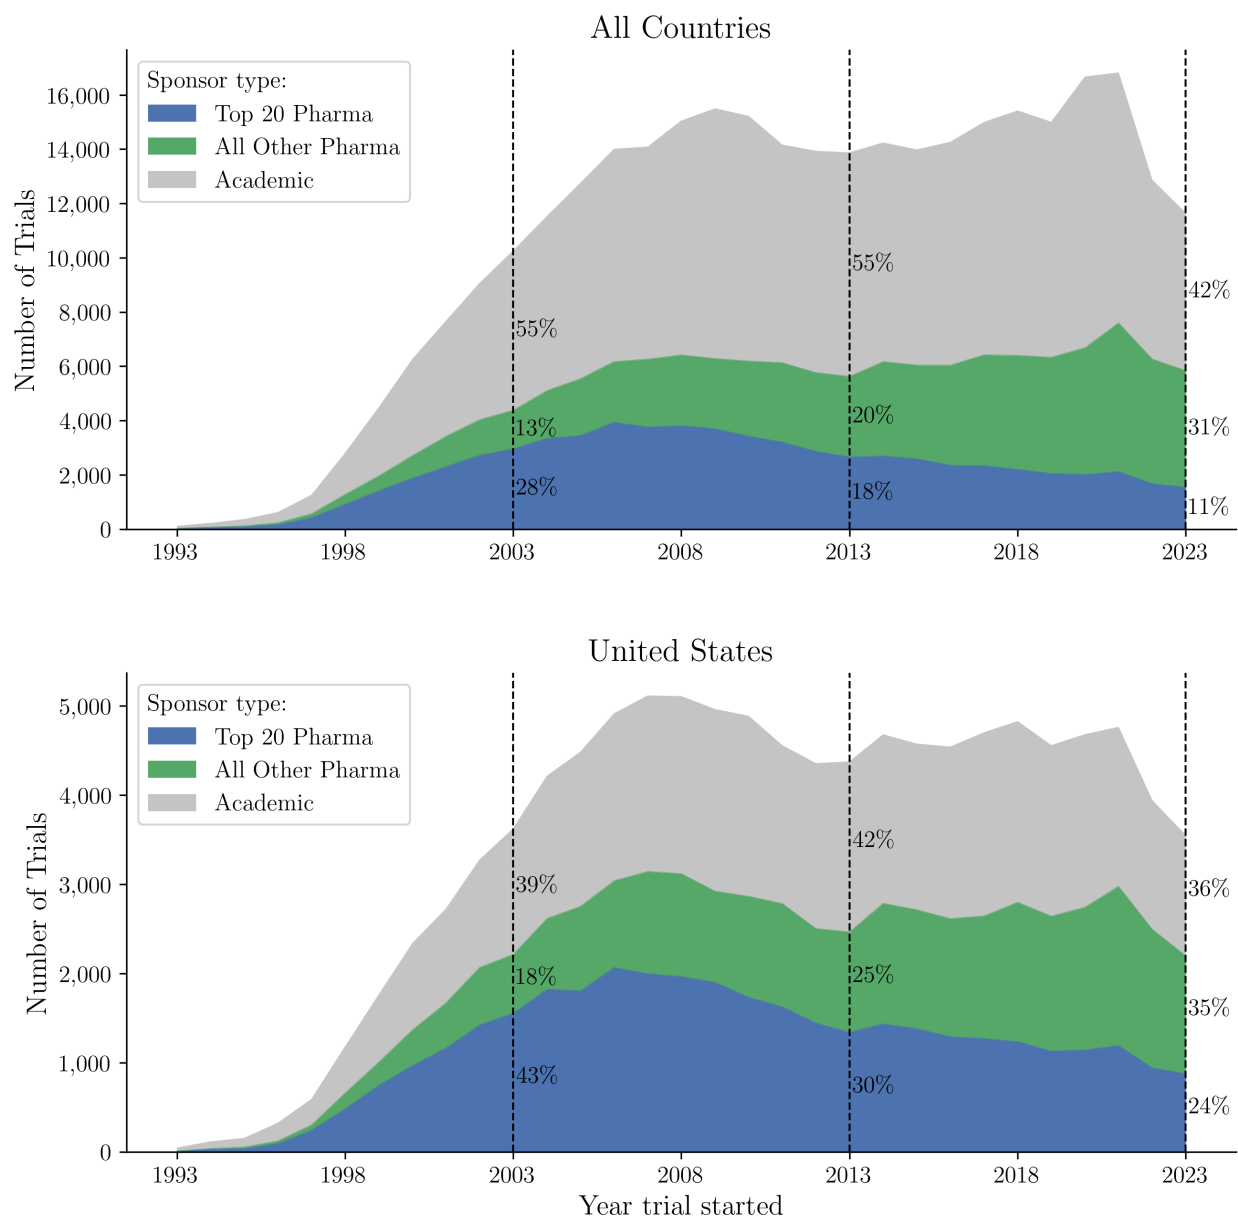 All Countries
Sponsor type:
Top 20 Pharma
All Other Pharma
Academic
Number of Trials
16,000
14,000
12,000
10,000
8,000
6,000
4,000
2,000
0
55%
13%
28%
55%
20%
18%
42%
31%
11%
1993 1998 2003 2008 2013 2018 2023
United States
Sponsor type:
Top 20 Pharma
All Other Pharma
Academic
Number of Trials
5,000
4,000
3,000
2,000
1,000
0
39%
18%
43%
42%
25%
30%
36%
35%
24%
1993 1998 2003 2008 2013 2018 2023
Year trial started